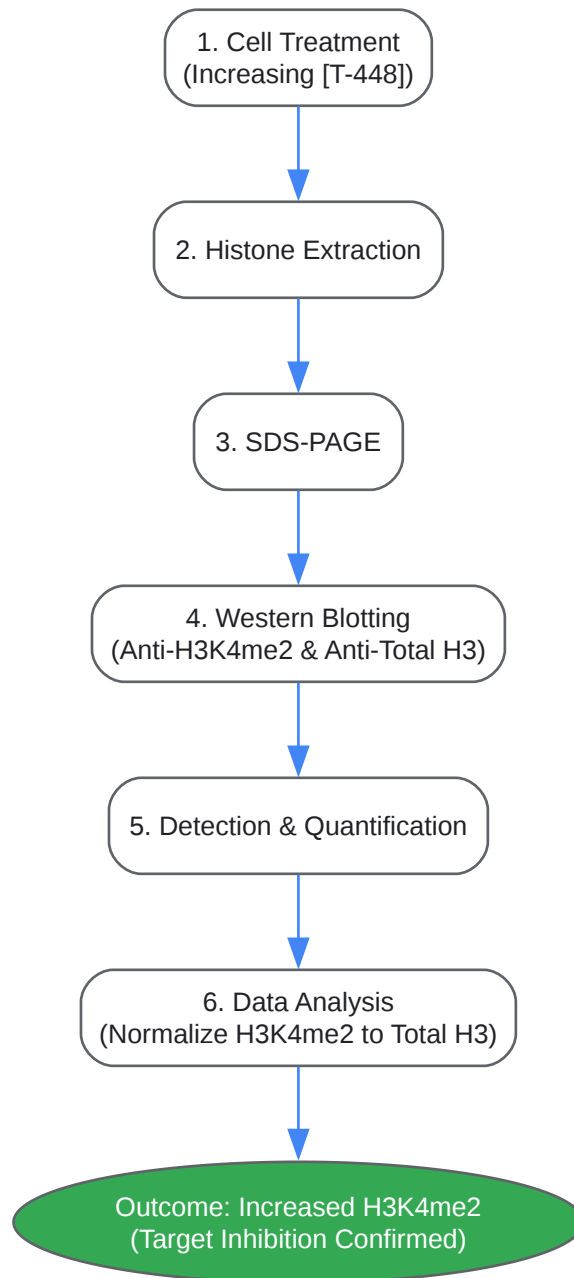 1. Cell Treatment
(Increasing [T-448])
2. Histone Extraction
3. SDS-PAGE
4. Western Blotting
(Anti-H3K4me2 & Anti-Total H3)
5. Detection & Quantification
6. Data Analysis
(Normalize H3K4me2 to Total H3)
Outcome: Increased H3K4me2
(Target Inhibition Confirmed)